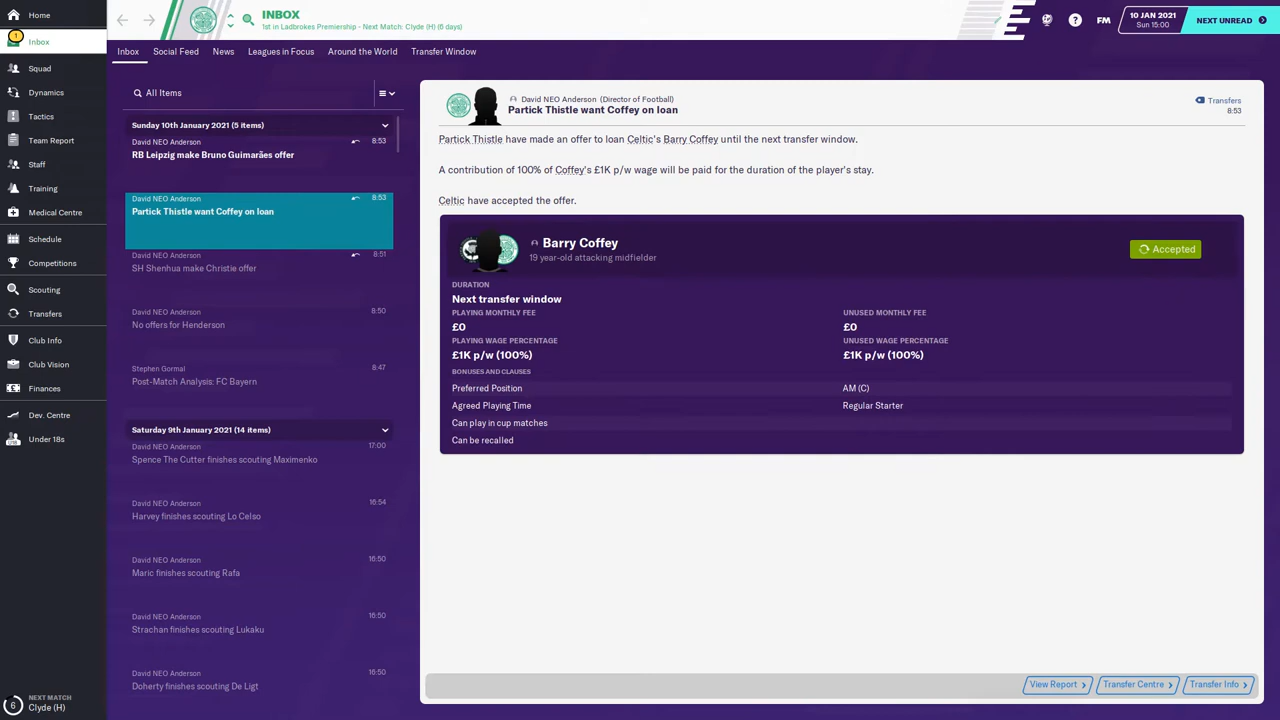 Home
Inbox
1
Squad
Dynamics
Tactics
Team Report
Staff
Training
Medical Centre
Schedule
Competitions
Scouting
Transfers
Club Info
Club Vision
Finances
Dev. Centre
Under 18s
6
NEXT MATCH
Clyde (H)
INBOX
1st in Ladbrokes Premiership - Next Match: Clyde (H) (6 days)
FM
10 JAN 2021
Sun 15:00
NEXT UNREAD
Inbox
Social Feed
News
Leagues in Focus
Around the World
Transfer Window
All Items
Sunday 10th January 2021 (5 items)
David NEO Anderson 8:53
RB Leipzig make Bruno Guimarães offer
David NEO Anderson 8:53
Partick Thistle want Coffey on loan
David NEO Anderson 8:51
SH Shenhua make Christie offer
David NEO Anderson 8:50
No offers for Henderson
Stephen Gormal 8:47
Post-Match Analysis: FC Bayern
Saturday 9th January 2021 (14 items)
David NEO Anderson 17:00
Spence The Cutter finishes scouting Maximenko
David NEO Anderson 16:54
Harvey finishes scouting Lo Celso
David NEO Anderson 16:50
Maric finishes scouting Rafa
David NEO Anderson 16:50
Strachan finishes scouting Lukaku
David NEO Anderson 16:50
Doherty finishes scouting De Ligt
David NEO Anderson (Director of Football)
Partick Thistle want Coffey on loan
Transfers
8:53
Partick Thistle have made an offer to loan Celtic's Barry Coffey until the next transfer window.
A contribution of 100% of Coffey's £1K p/w wage will be paid for the duration of the player's stay.
Celtic have accepted the offer.
Barry Coffey
19 year-old attacking midfielder
Accepted
DURATION
Next transfer window
PLAYING MONTHLY FEE
£0
UNUSED MONTHLY FEE
£0
PLAYING WAGE PERCENTAGE
£1K p/w (100%)
UNUSED WAGE PERCENTAGE
£1K p/w (100%)
BONUSES AND CLAUSES
Preferred Position AM (C)
Agreed Playing Time Regular Starter
Can play in cup matches
Can be recalled
View Report
Transfer Centre
Transfer Info